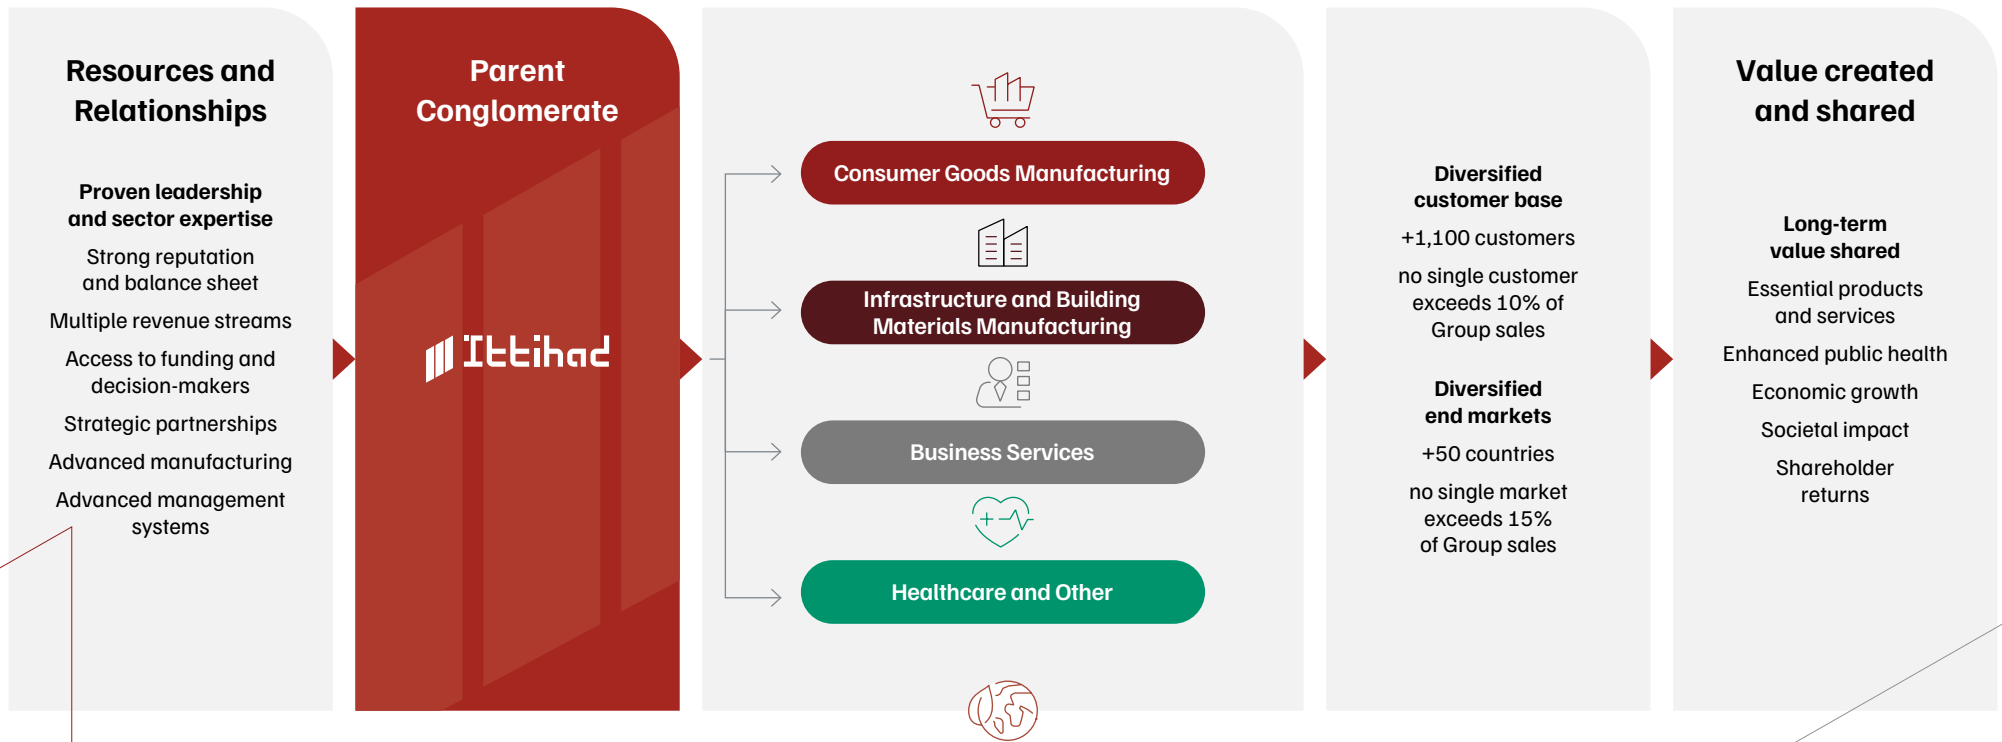 Resources and
Relationships
Proven leadership
and sector expertise
Strong reputation
and balance sheet
Multiple revenue streams
Access to funding and
decision-makers
Strategic partnerships
Advanced manufacturing
Advanced management
systems
Parent
Conglomerate
Ittihad
Consumer Goods Manufacturing
Infrastructure and Building
Materials Manufacturing
Business Services
Healthcare and Other
Diversified
customer base
+1,100 customers
no single customer
exceeds 10% of
Group sales
Diversified
end markets
+50 countries
no single market
exceeds 15%
of Group sales
Value created
and shared
Long-term
value shared
Essential products
and services
Enhanced public health
Economic growth
Societal impact
Shareholder
returns